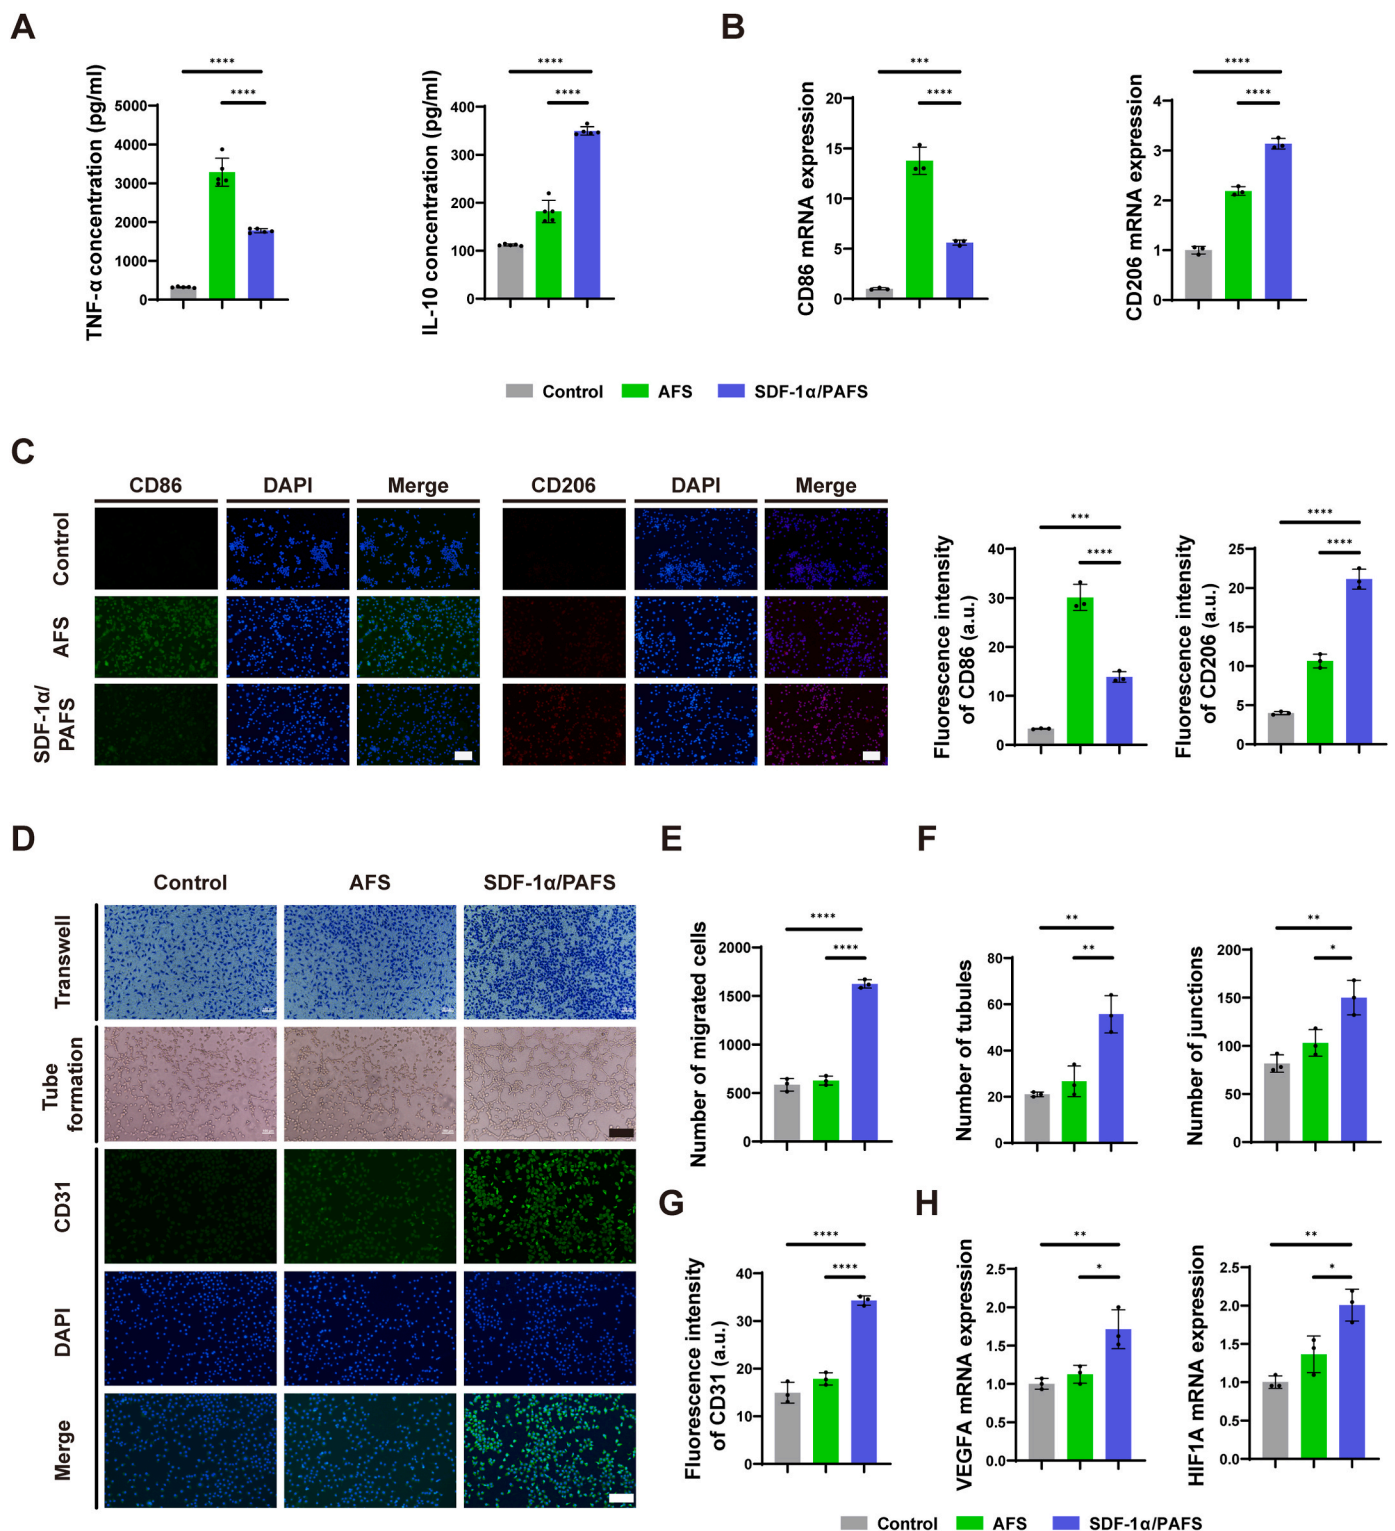 A
B
****
****
TNF-α concentration (pg/ml)
5000
4000
3000
2000
1000
0
****
****
IL-10 concentration (pg/ml)
400
300
200
100
0
***
****
CD86 mRNA expression
20
15
10
5
0
****
****
CD206 mRNA expression
4
3
2
1
0
Control AFS SDF-1α/PAFS
C
CD86 DAPI Merge CD206 DAPI Merge
Control
AFS
SDF-1α/
PAFS
***
****
Fluorescence intensity
of CD86 (a.u.)
40
30
20
10
0
****
****
Fluorescence intensity
of CD206 (a.u.)
25
20
15
10
5
0
D
Control AFS SDF-1α/PAFS
Transwell
Tube
formation
CD31
DAPI
Merge
E
****
****
Number of migrated cells
2000
1500
1000
500
0
F
**
**
Number of tubules
80
60
40
20
0
**
*
Number of junctions
200
150
100
50
0
G
****
****
Fluorescence intensity
of CD31 (a.u.)
40
30
20
10
0
H
**
*
VEGFA mRNA expression
2.5
2.0
1.5
1.0
0.5
0.0
**
*
HIF1A mRNA expression
2.5
2.0
1.5
1.0
0.5
0.0
Control AFS SDF-1α/PAFS